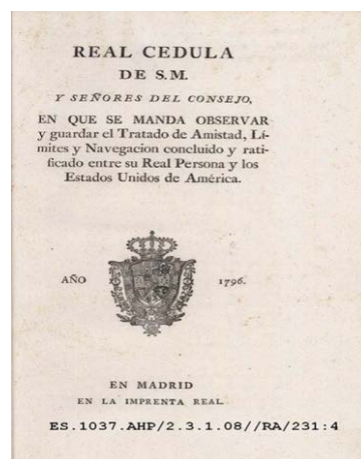 REAL CEDULA
DE S.M.
Y SEÑORES DEL CONSEJO,
EN QUE SE MANDA OBSERVAR
y guardar el Tratado de Amistad, Lí-
mites y Navegacion concluido y rati-
ficado entre su Real Persona y los
Estados Unidos de América.
AÑO 1796.
EN MADRID
EN LA IMPRENTA REAL
ES.1037.AHP/2.3.1.08//RA/231:4